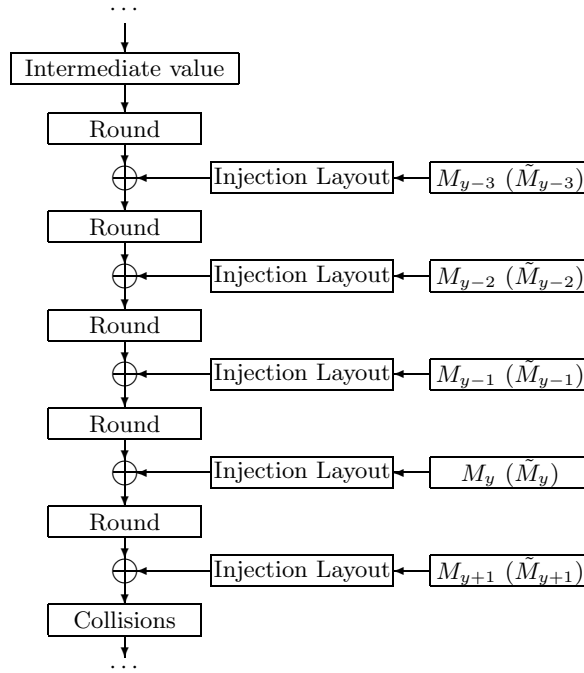 ...
Intermediate value
Round
Injection Layout M_{y−3} (M̃_{y−3})
Round
Injection Layout M_{y−2} (M̃_{y−2})
Round
Injection Layout M_{y−1} (M̃_{y−1})
Round
Injection Layout M_y (M̃_y)
Round
Injection Layout M_{y+1} (M̃_{y+1})
Collisions
...